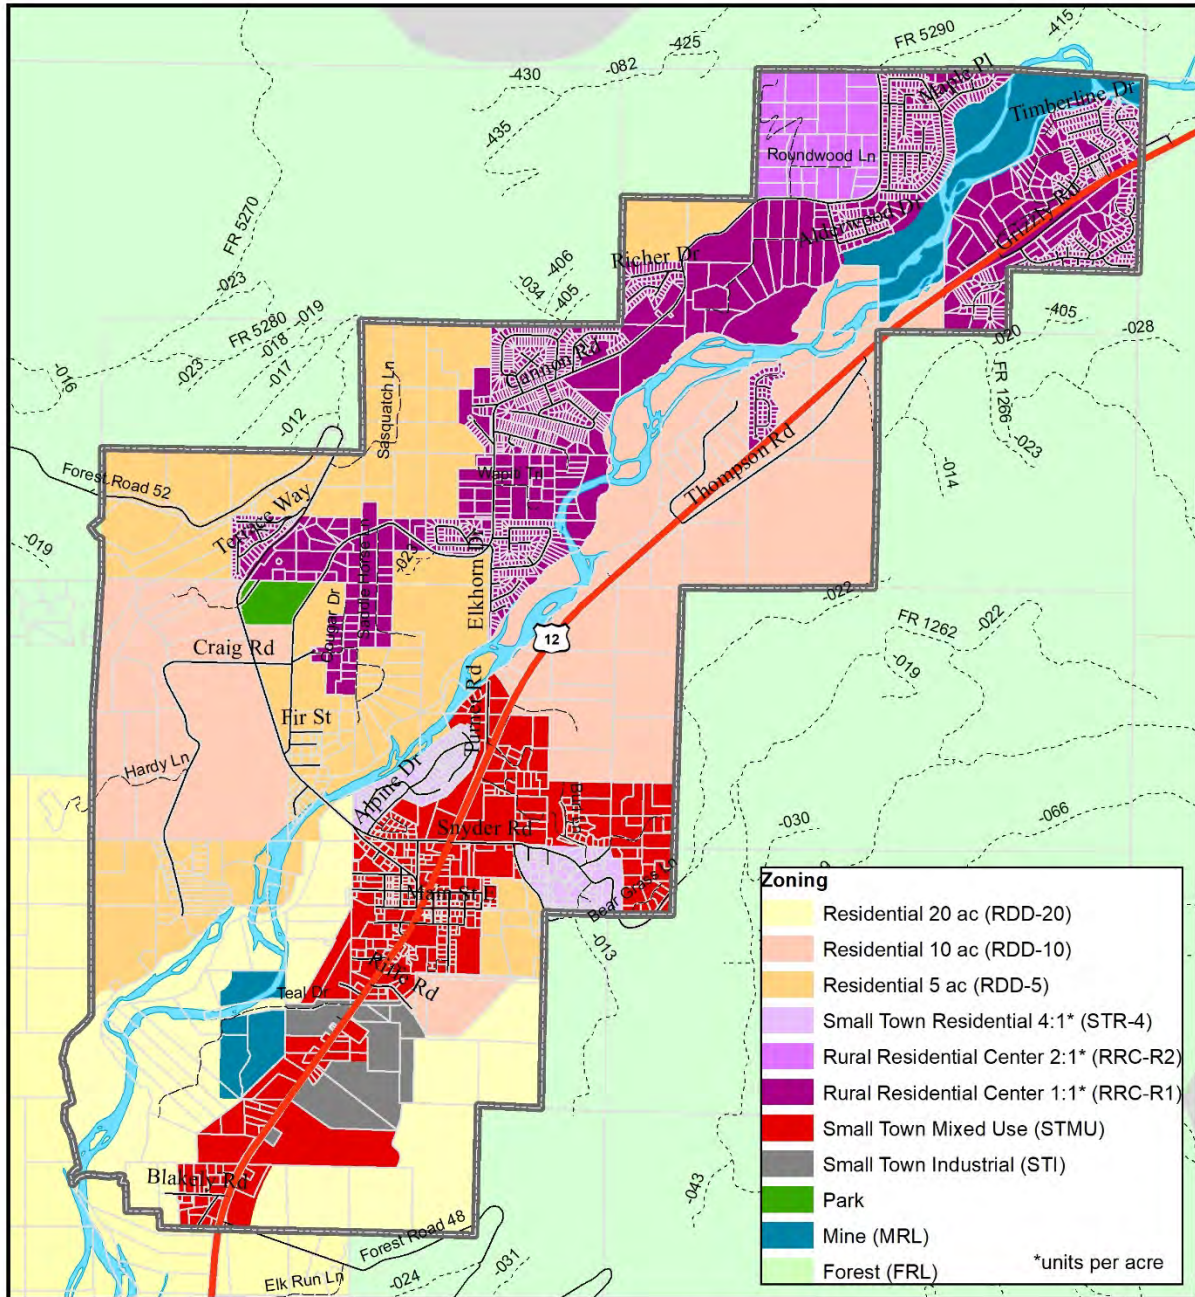 -415
FR 5290
-425
-082
-430
Maple Pl
Timberline Dr
-435
Roundwood Ln
FR 5270
Alderwood Dr
Grizzly Rd
Richer Dr
-406
-034
-405
-023
-019
FR 5280
-018
-023
-017
-405
-020
-028
-016
Cannon Rd
FR 1266
-012
Sasquatch Ln
-023
-014
Forest Road 52
Thompson Rd
Terrace Way
-019
Saddle Horse Ln
-023
Elkhorn Dr
-022
Cougar Dr
FR 1262
-022
Craig Rd
12
-019
Fir St
Hardy Ln
Alpine Dr
Snyder Rd
-030
-066
Main St E
Bear Grass Ln
-013
Teal Dr
Blakely Rd
-043
Forest Road 48
Elk Run Ln
-024
-031
Zoning
Residential 20 ac (RDD-20)
Residential 10 ac (RDD-10)
Residential 5 ac (RDD-5)
Small Town Residential 4:1* (STR-4)
Rural Residential Center 2:1* (RRC-R2)
Rural Residential Center 1:1* (RRC-R1)
Small Town Mixed Use (STMU)
Small Town Industrial (STI)
Park
Mine (MRL)
Forest (FRL)
*units per acre